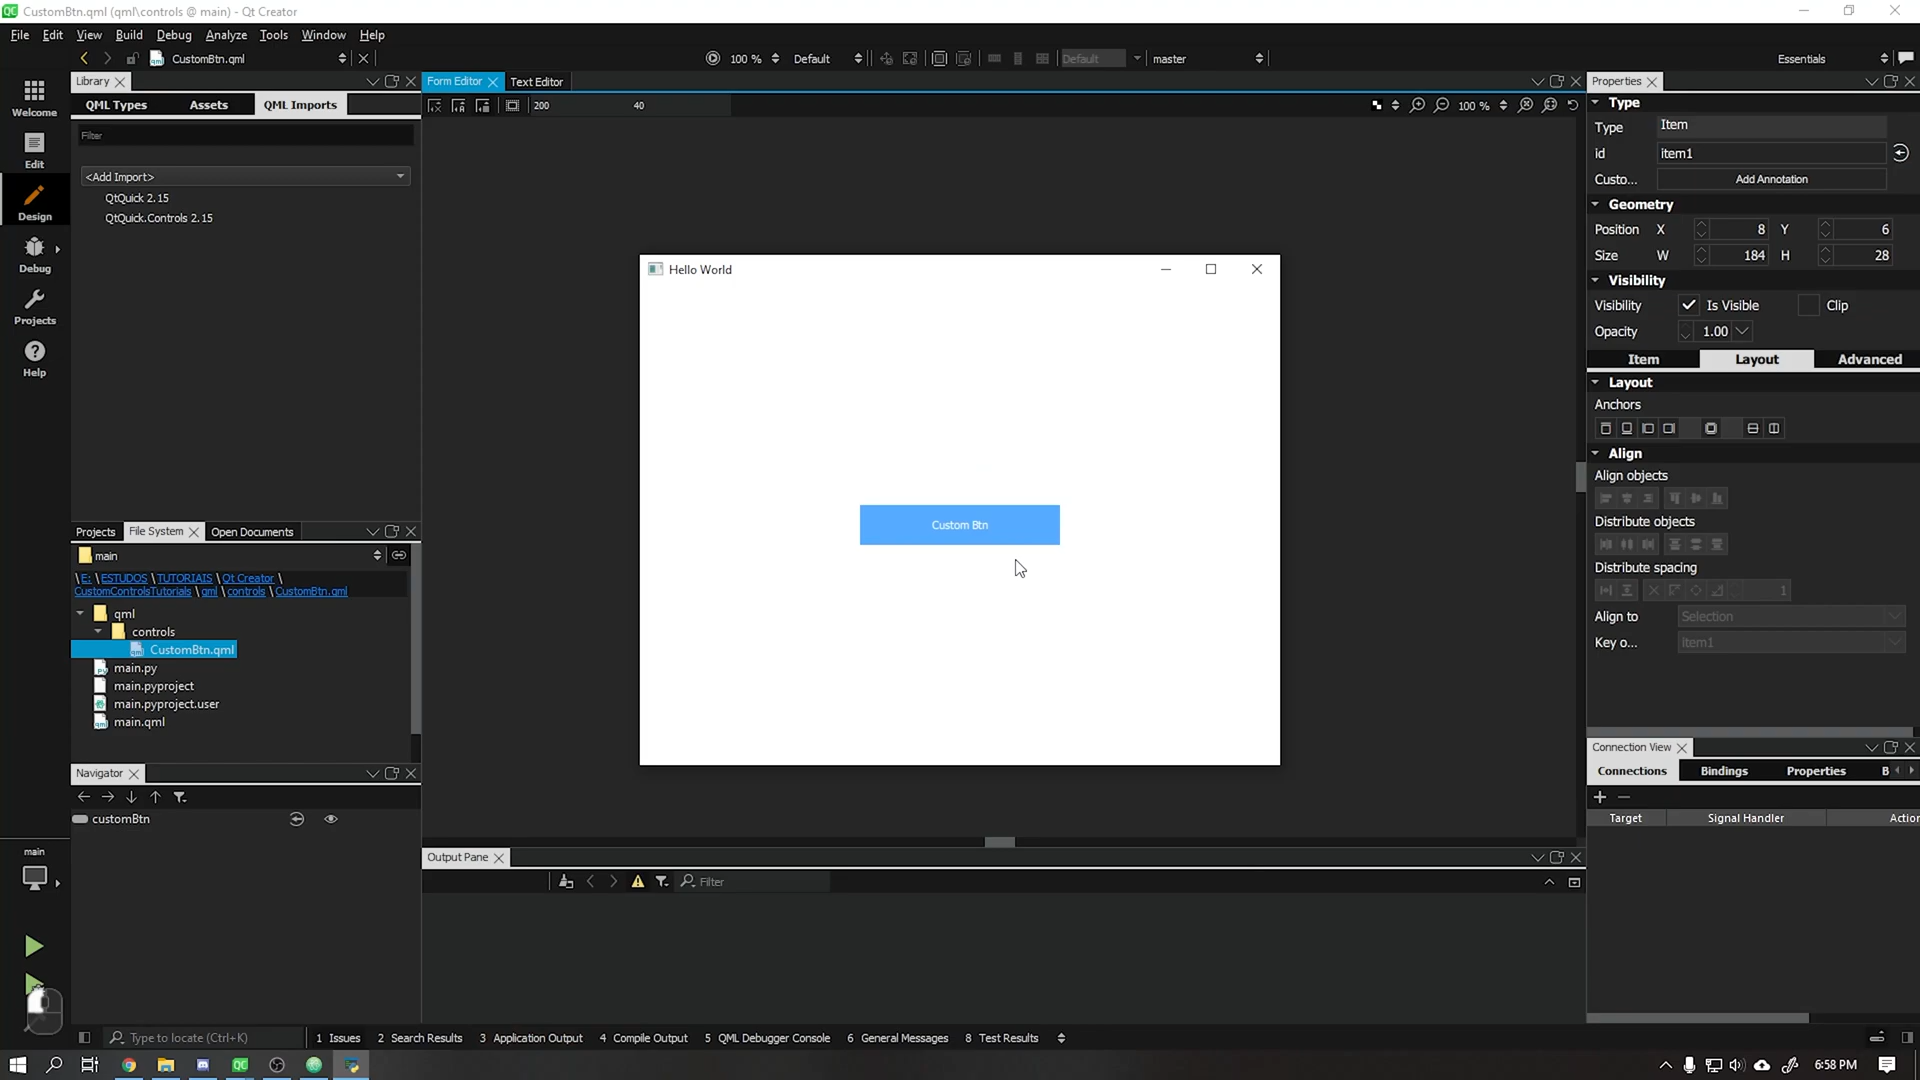 CustomBtn.qml (qml\controls @ main) - Qt Creator
File Edit View Build Debug Analyze Tools Window Help
CustomBtn.qml
100 % Default Default master Essentials
Library Form Editor Text Editor Properties
QML Types Assets QML Imports
200 40 100 %
Filter
<Add Import>
QtQuick 2.15
QtQuick.Controls 2.15
Welcome
Edit
Design
Debug
Projects
Help
Type
Type Item
id item1
Custo... Add Annotation
Geometry
Position X 8 Y 6
Size W 184 H 28
Visibility
Visibility Is Visible Clip
Opacity 1.00
Item Layout Advanced
Layout
Anchors
Align
Align objects
Distribute objects
Distribute spacing
1
Align to Selection
Key o... item1
Hello World
Custom Btn
Projects File System Open Documents
main
\E: \ESTUDOS \TUTORIAIS \Qt Creator \
CustomControlsTutorials \qml \controls \CustomBtn.qml
qml
controls
CustomBtn.qml
main.py
main.pyproject
main.pyproject.user
main.qml
Navigator
customBtn
Connection View
Connections Bindings Properties B
Target Signal Handler Action
main
Output Pane
Filter
Type to locate (Ctrl+K)
1 Issues 2 Search Results 3 Application Output 4 Compile Output 5 QML Debugger Console 6 General Messages 8 Test Results
6:58 PM